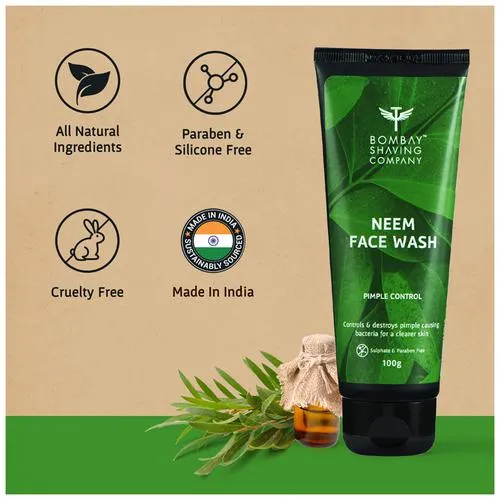 All Natural
Ingredients
Paraben &
Silicone Free
Cruelty Free
MADE IN INDIA
SUSTAINABLY SOURCED
Made In India
BOMBAY™
SHAVING
COMPANY
NEEM
FACE WASH
PIMPLE CONTROL
Controls & destroys pimple causing
bacteria for a clearer skin
Sulphate & Paraben Free
100g